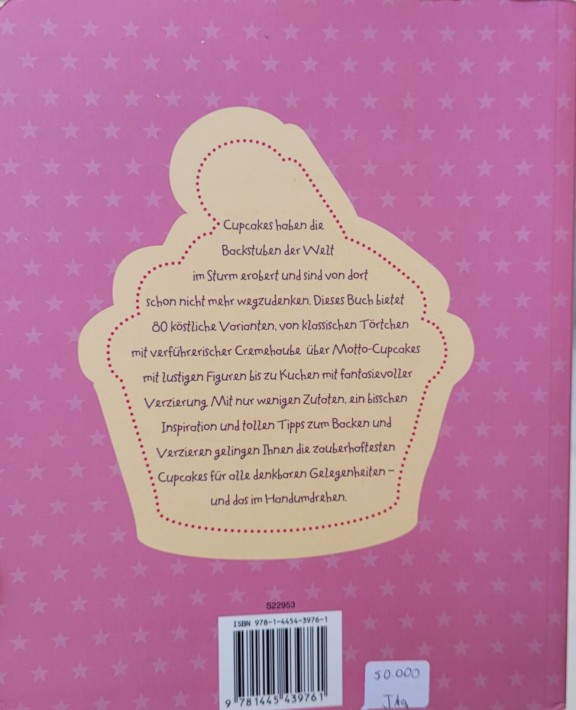 Cupcakes haben die
Backstuben der Welt
im Sturm erobert und sind von dort
schon nicht mehr wegzudenken. Dieses Buch bietet
80 köstliche Varianten, von klassischen Törtchen
mit verführerischer Cremehaube über Motto-Cupcakes
mit lustigen Figuren bis zu Kuchen mit fantasievoller
Verzierung. Mit nur wenigen Zutaten, ein bisschen
Inspiration und tollen Tipps zum Backen und
Verzieren gelingen Ihnen die zauberhaftesten
Cupcakes für alle denkbaren Gelegenheiten –
und das im Handumdrehen.
S22953
ISBN 978-1-4454-3976-1
9 781445 439761
50.000